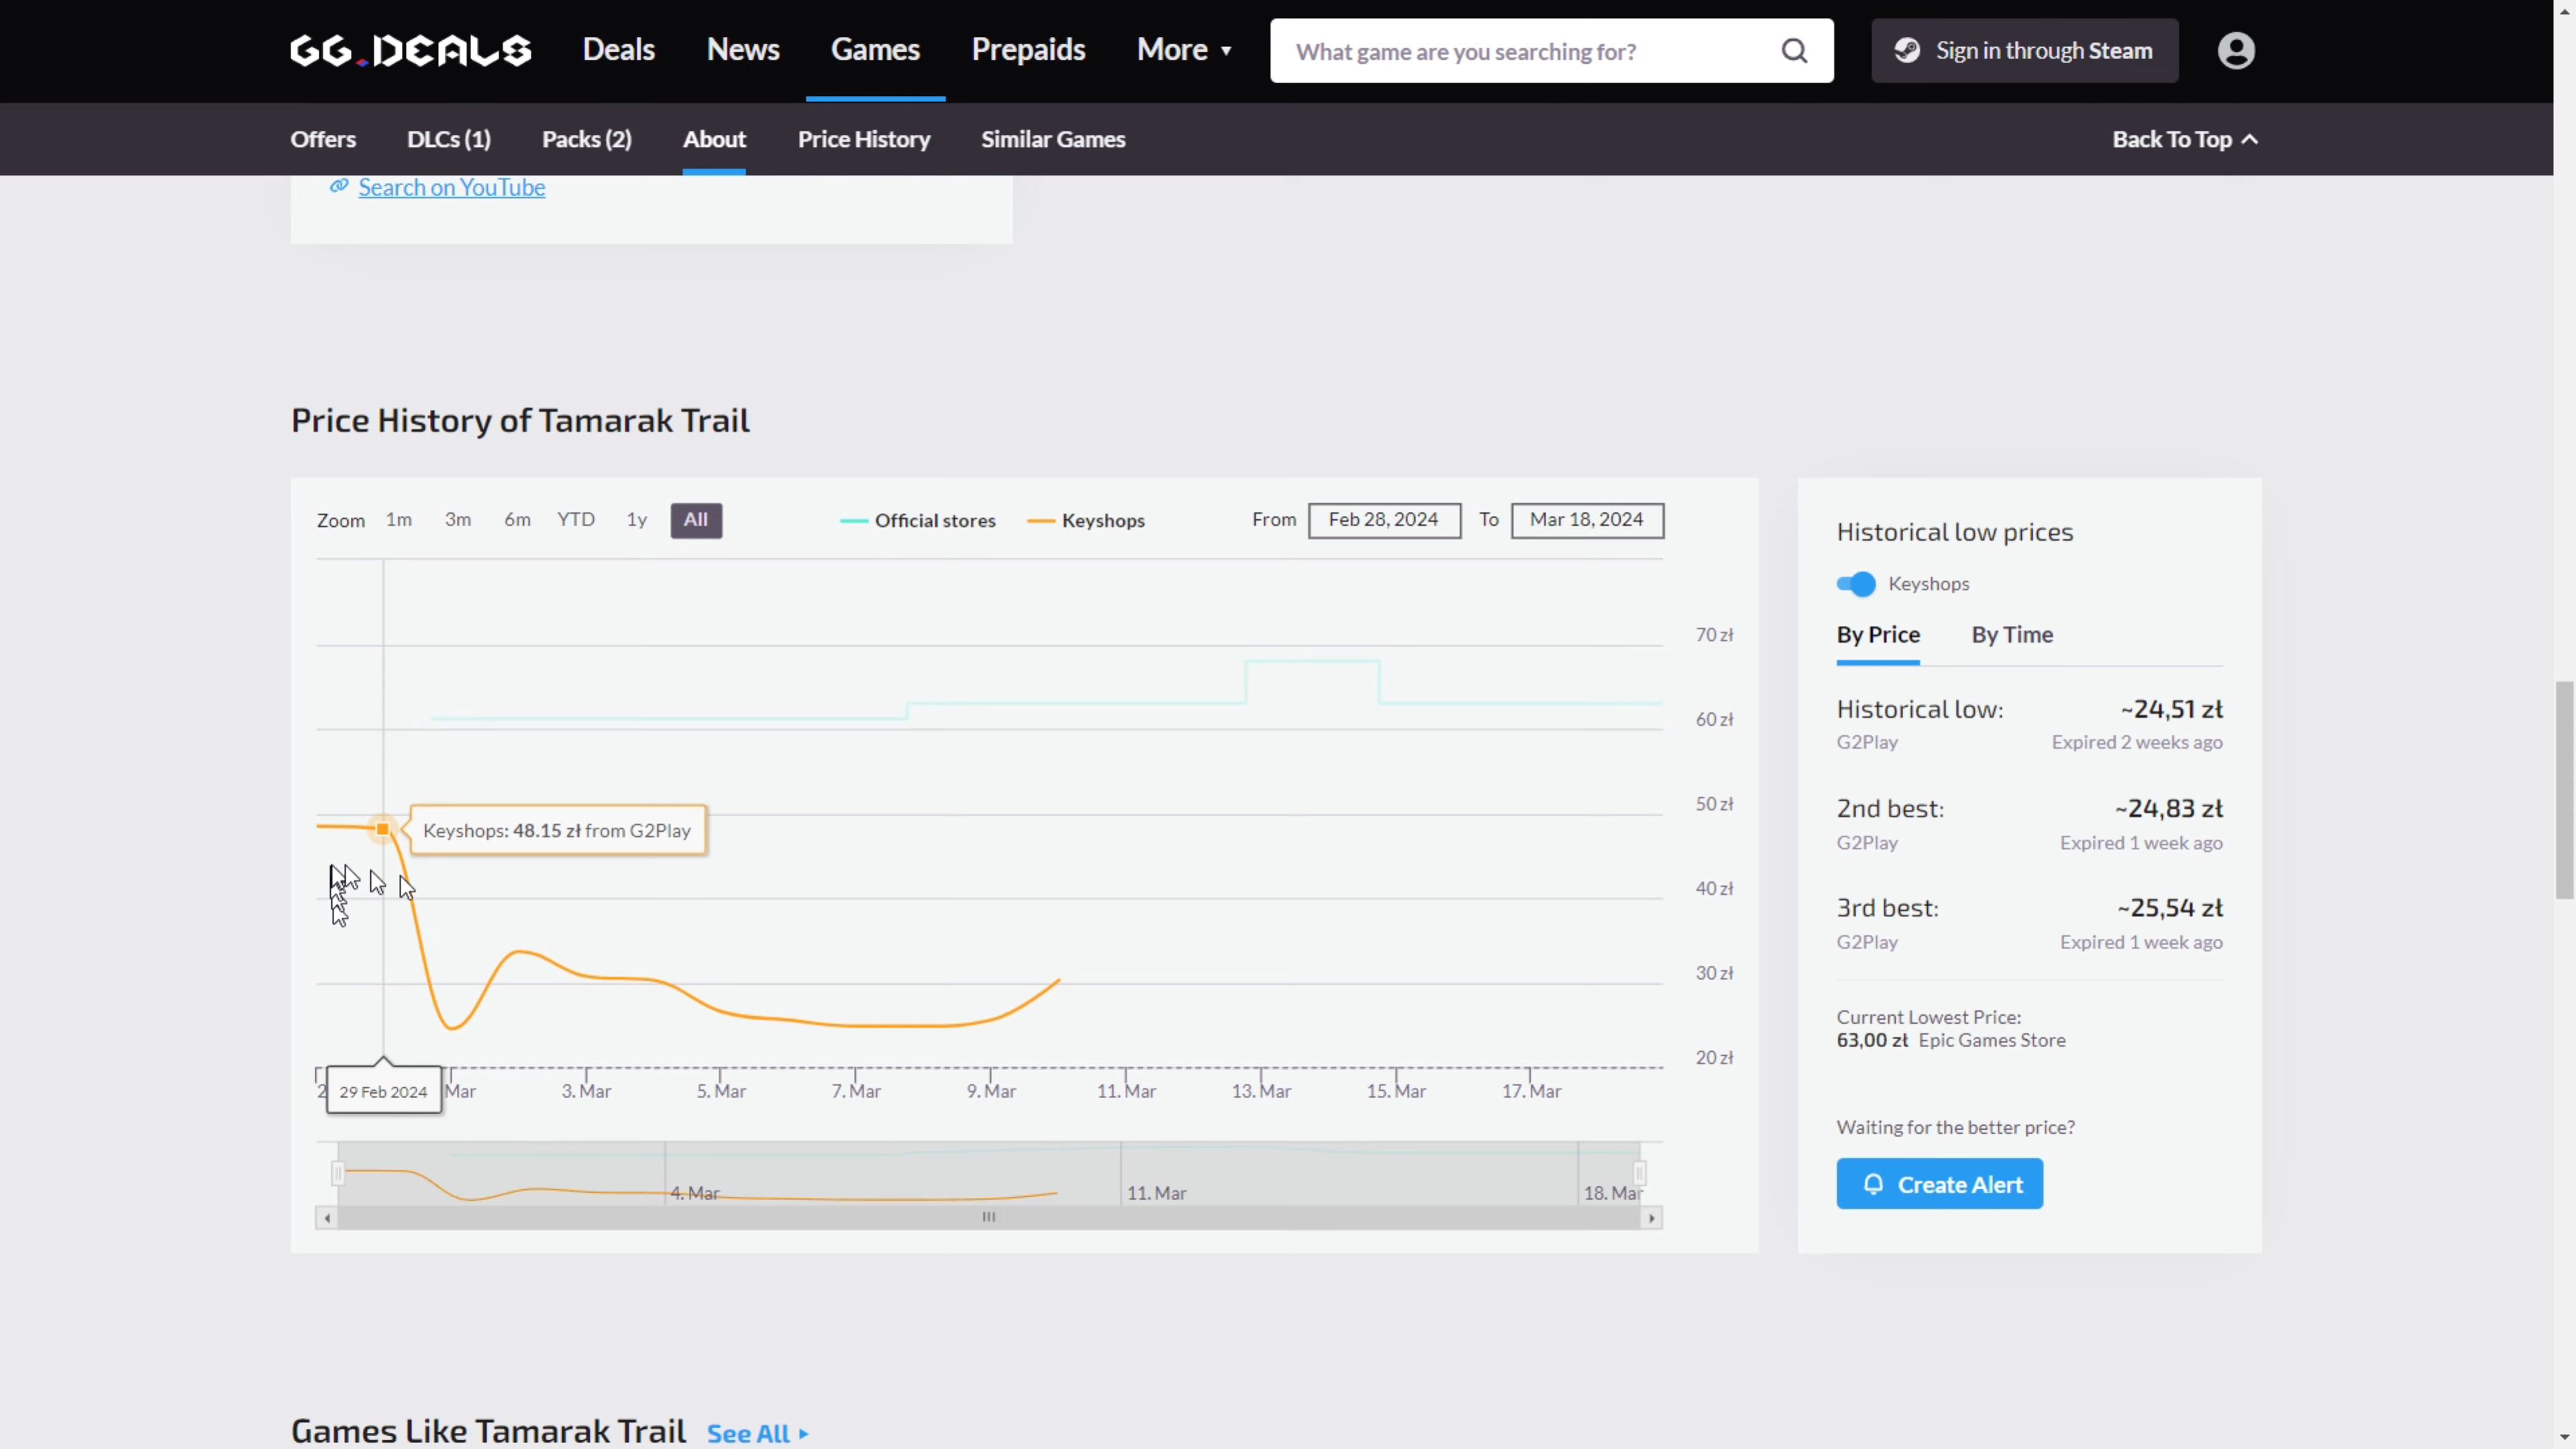 GG.DEALS Deals News Games Prepaids More What game are you searching for? Sign in through Steam
Offers DLCs (1) Packs (2) About Price History Similar Games Back To Top
Search on YouTube
Price History of Tamarak Trail
Zoom 1m 3m 6m YTD 1y All Official stores Keyshops From Feb 28, 2024 To Mar 18, 2024
70 zł
60 zł
50 zł
Keyshops: 48.15 zł from G2Play
40 zł
30 zł
20 zł
29 Feb 2024 Mar 3. Mar 5. Mar 7. Mar 9. Mar 11. Mar 13. Mar 15. Mar 17. Mar
4. Mar 11. Mar 18. Mar
Historical low prices
Keyshops
By Price By Time
Historical low: ~24,51 zł
G2Play Expired 2 weeks ago
2nd best: ~24,83 zł
G2Play Expired 1 week ago
3rd best: ~25,54 zł
G2Play Expired 1 week ago
Current Lowest Price:
63,00 zł Epic Games Store
Waiting for the better price?
Create Alert
Games Like Tamarak Trail See All